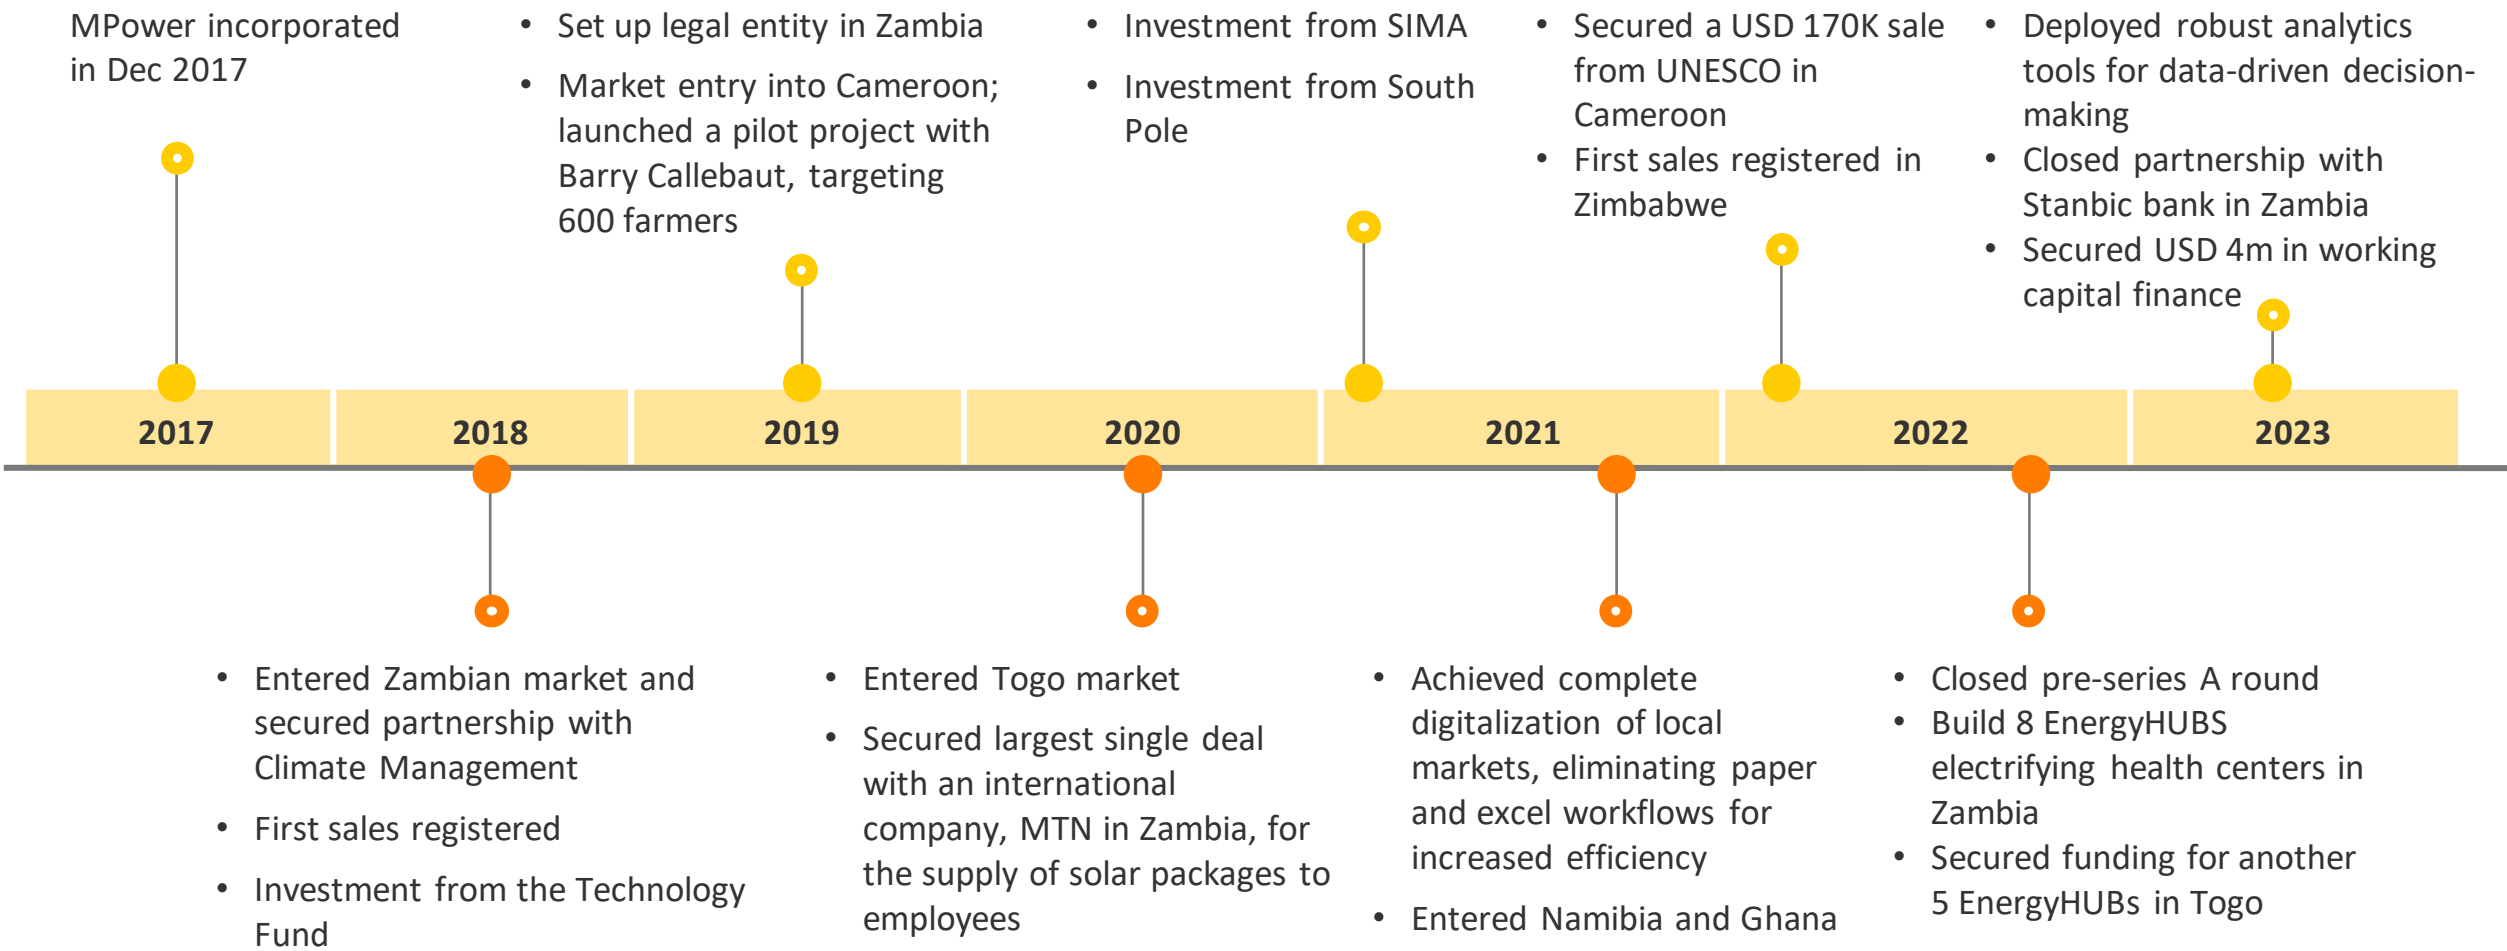 MPower incorporated
in Dec 2017
• Set up legal entity in Zambia
• Market entry into Cameroon;
launched a pilot project with
Barry Callebaut, targeting
600 farmers
• Investment from SIMA
• Investment from South
Pole
• Secured a USD 170K sale
from UNESCO in
Cameroon
• First sales registered in
Zimbabwe
• Deployed robust analytics
tools for data-driven decision-
making
• Closed partnership with
Stanbic bank in Zambia
• Secured USD 4m in working
capital finance
2017
2018
2019
2020
2021
2022
2023
• Entered Zambian market and
secured partnership with
Climate Management
• First sales registered
• Investment from the Technology
Fund
• Entered Togo market
• Secured largest single deal
with an international
company, MTN in Zambia, for
the supply of solar packages to
employees
• Achieved complete
digitalization of local
markets, eliminating paper
and excel workflows for
increased efficiency
• Entered Namibia and Ghana
• Closed pre-series A round
• Build 8 EnergyHUBS
electrifying health centers in
Zambia
• Secured funding for another
5 EnergyHUBs in Togo